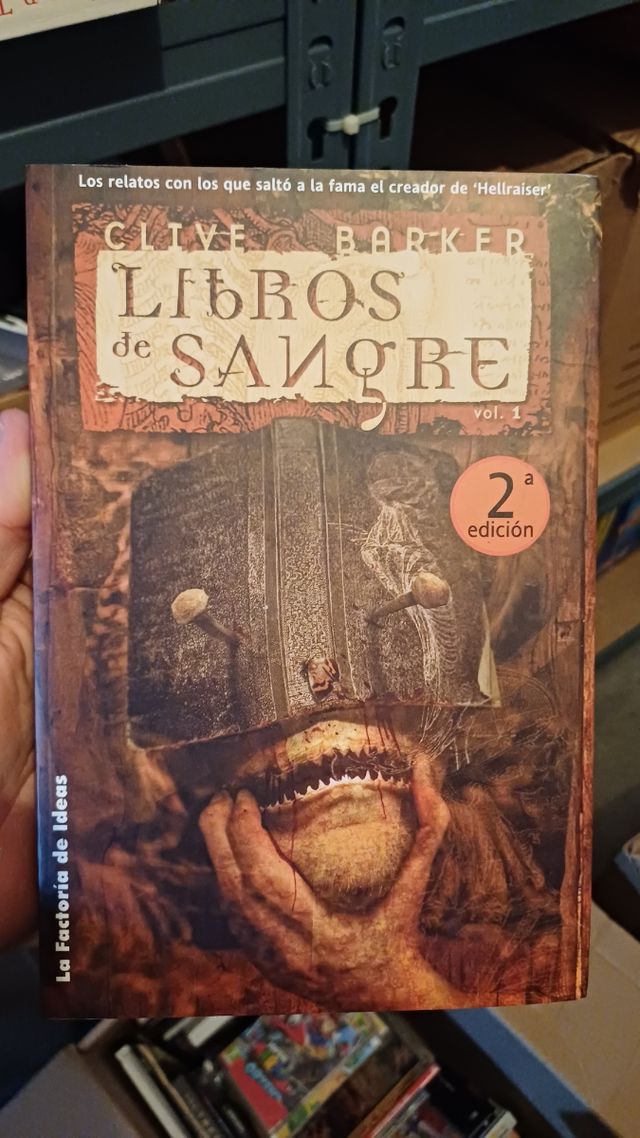 Los relatos con los que saltó a la fama el creador de 'Hellraiser'
CLIVE BARKER
LIBROS
de SANGRE
vol. 1
2ª
edición
La Factoría de Ideas